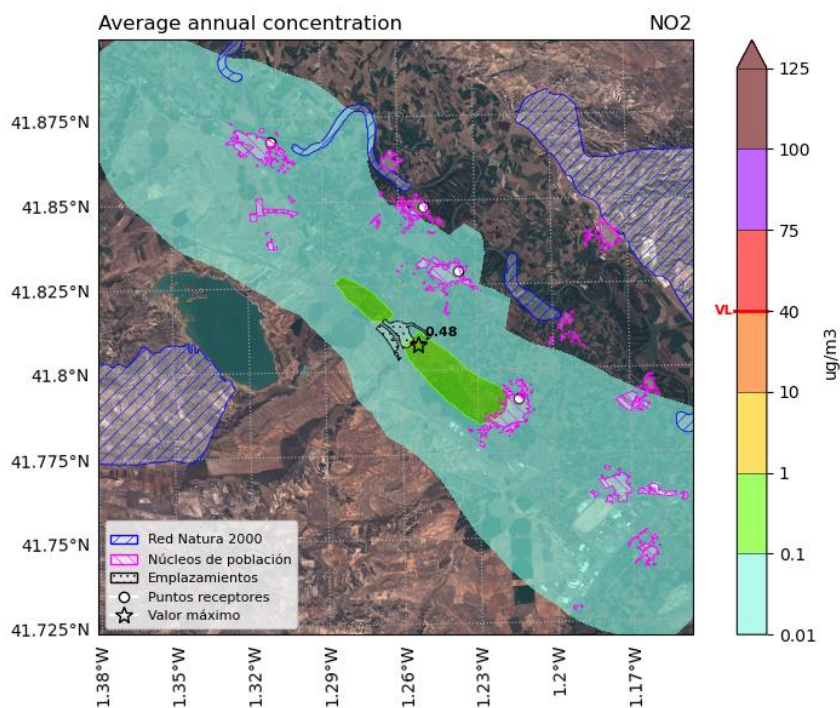 Average annual concentration NO2
41.875°N
41.85°N
41.825°N
41.8°N
41.775°N
41.75°N
41.725°N
1.38°W
1.35°W
1.32°W
1.29°W
1.26°W
1.23°W
1.2°W
1.17°W
0.48
Red Natura 2000
Núcleos de población
Emplazamientos
Puntos receptores
Valor máximo
125
100
75
VL 40
10
1
0.1
0.01
ug/m3